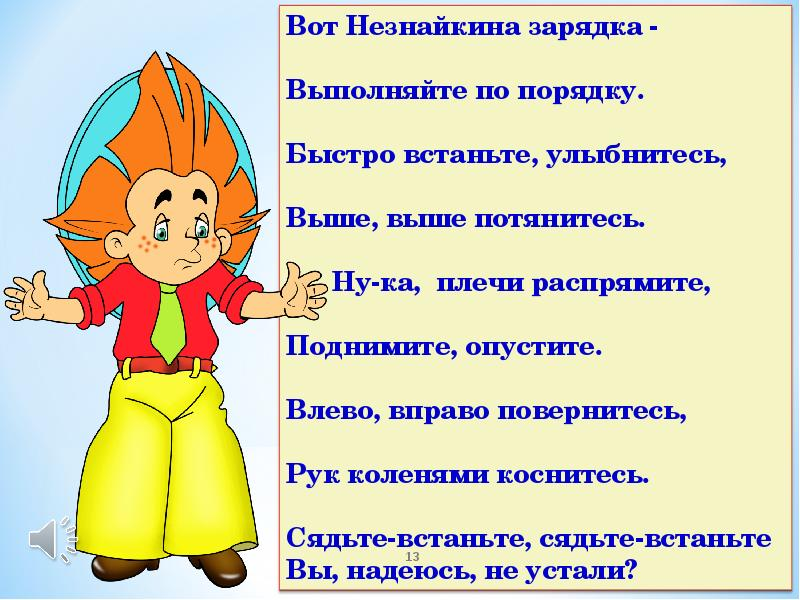 Вот Незнайкина зарядка -
Выполняйте по порядку.
Быстро встаньте, улыбнитесь,
Выше, выше потянитесь.
Ну-ка, плечи распрямите,
Поднимите, опустите.
Влево, вправо повернитесь,
Рук коленями коснитесь.
Сядьте-встаньте, сядьте-встаньте
13
Вы, надеюсь, не устали?